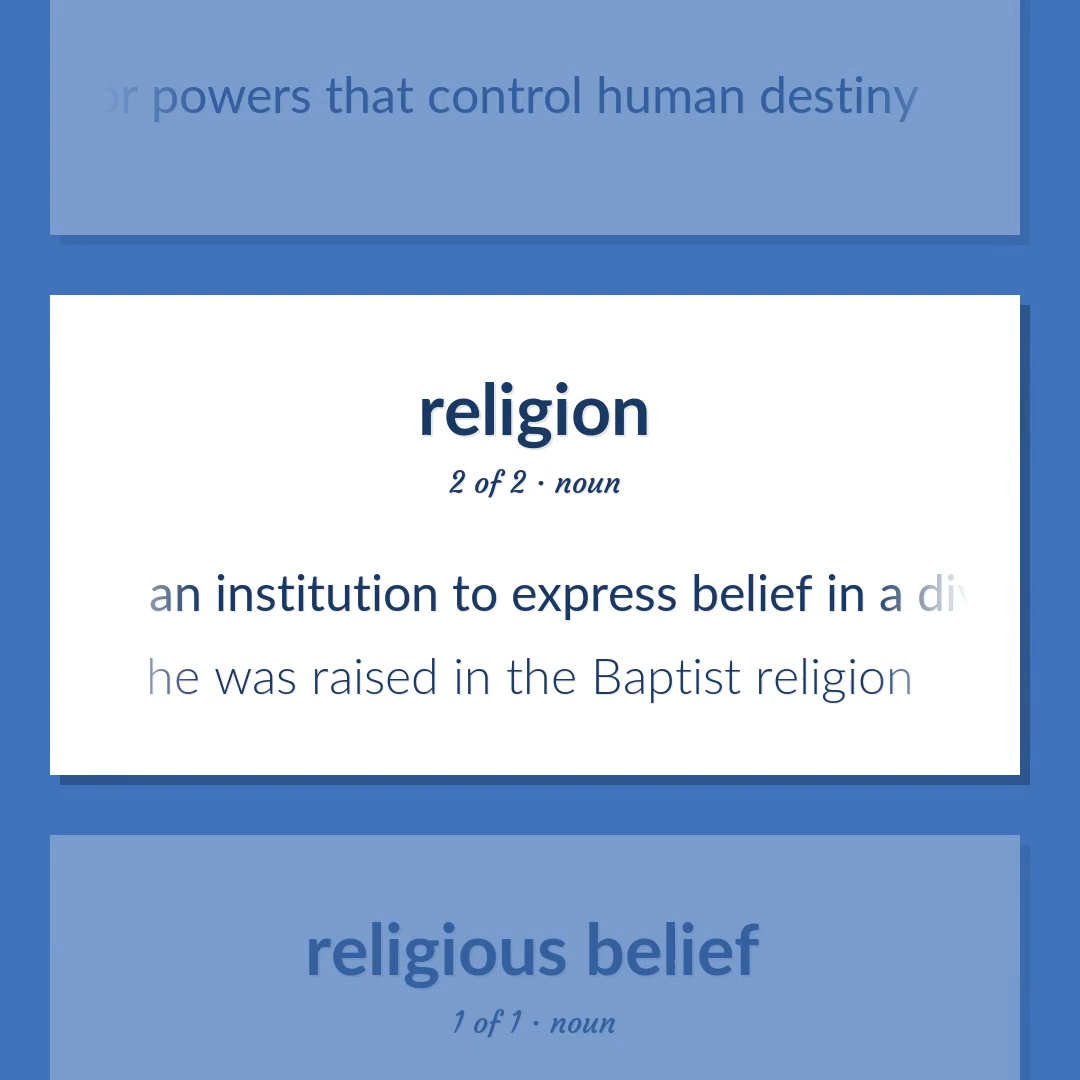 or powers that control human destiny
religion
2 of 2 · noun
an institution to express belief in a
he was raised in the Baptist religion
religious belief
1 of 1 · noun